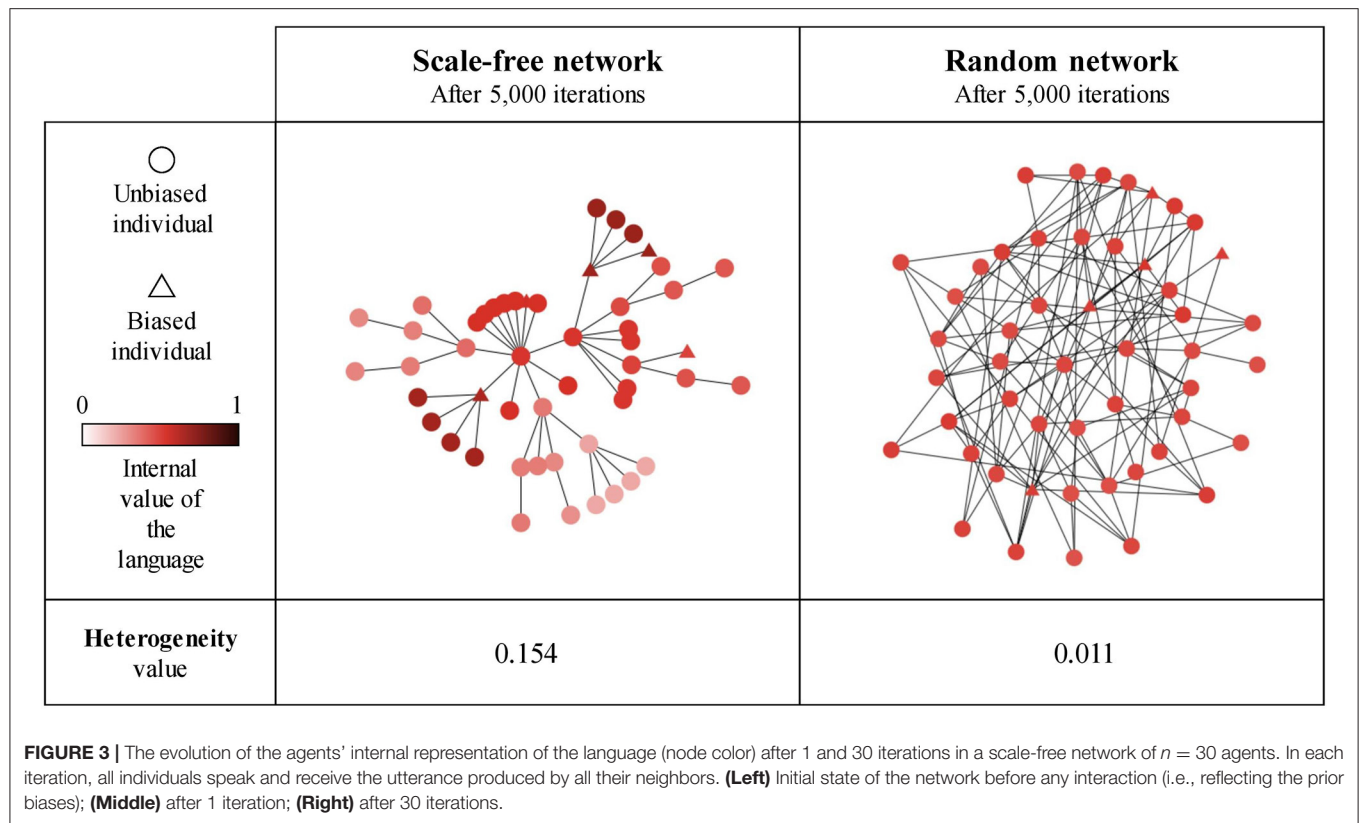 Scale-free network
After 5,000 iterations
Random network
After 5,000 iterations
Unbiased
individual
Biased
individual
0 1
Internal
value of
the
language
Heterogeneity
value
0.154
0.011
FIGURE 3 | The evolution of the agents' internal representation of the language (node color) after 1 and 30 iterations in a scale-free network of n = 30 agents. In each
iteration, all individuals speak and receive the utterance produced by all their neighbors. (Left) Initial state of the network before any interaction (i.e., reflecting the prior
biases); (Middle) after 1 iteration; (Right) after 30 iterations.